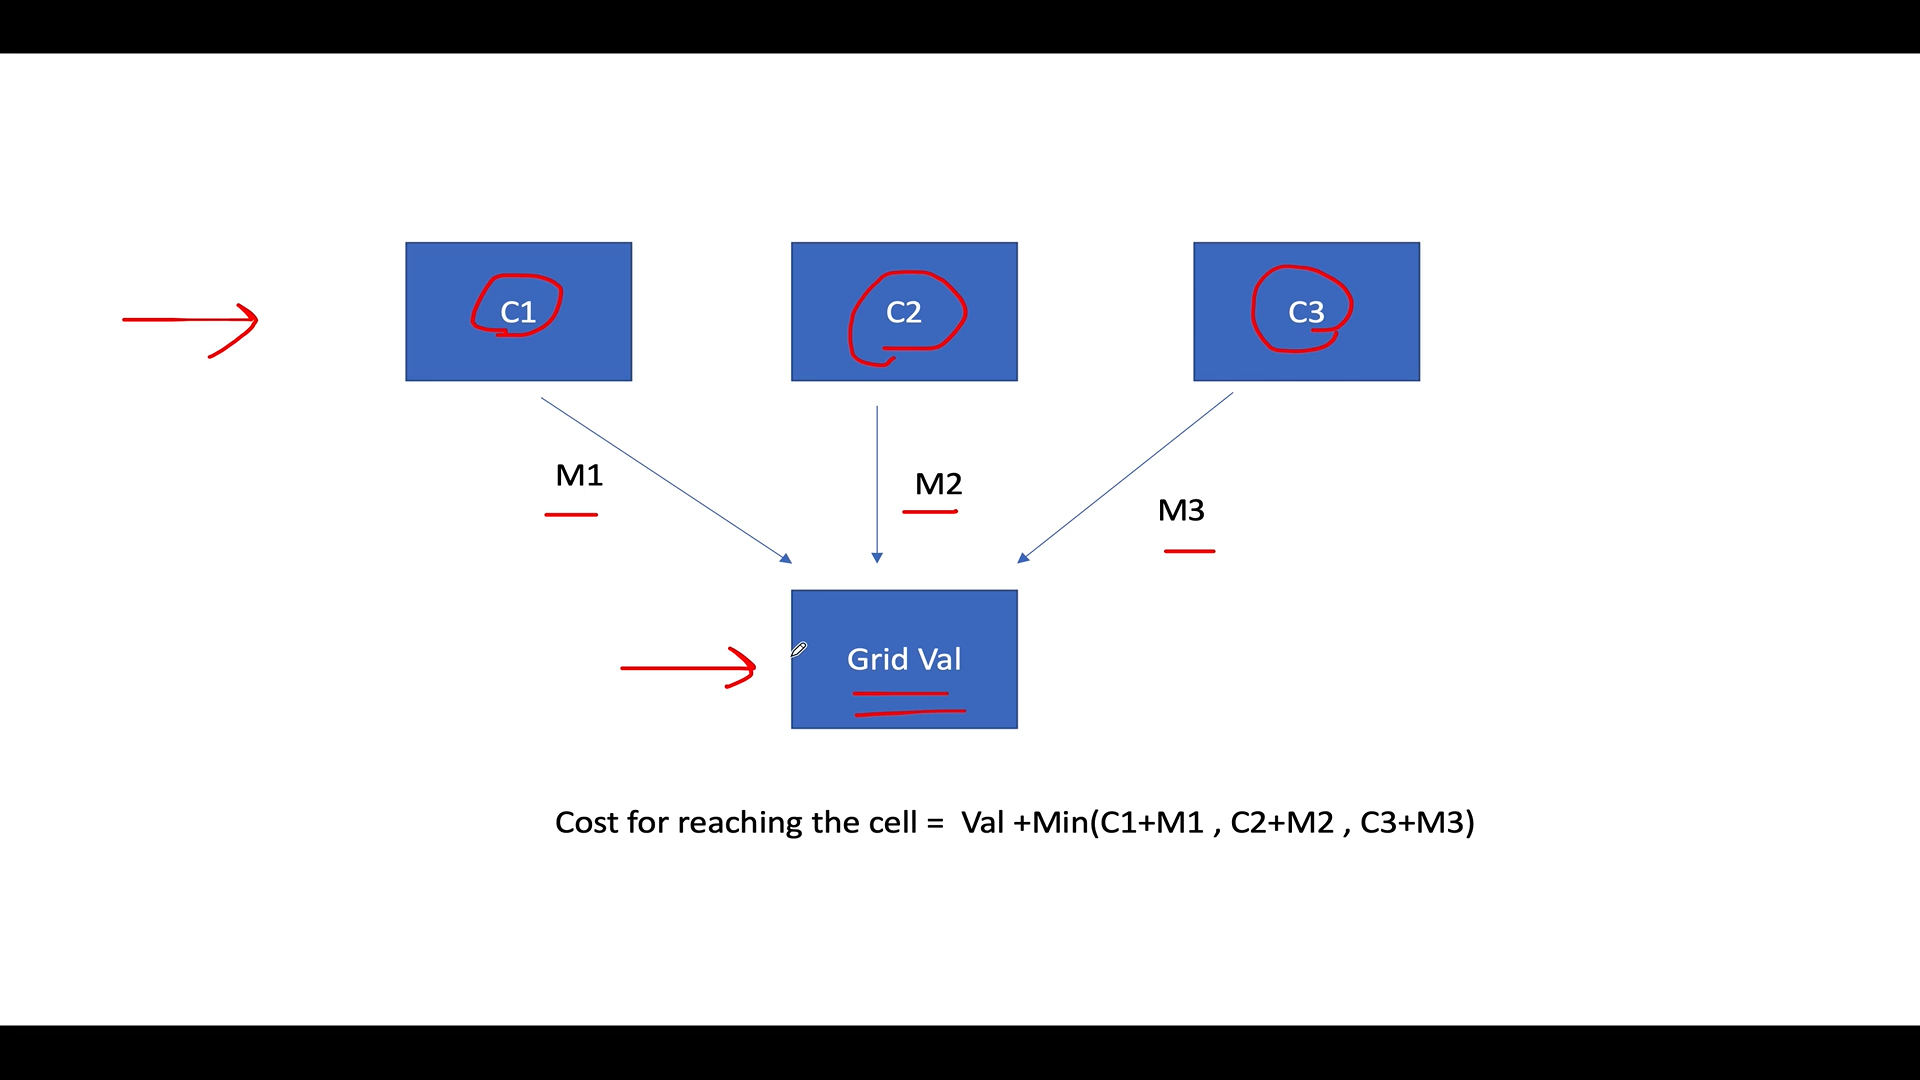 C1
C2
C3
M1
M2
M3
Grid Val
Cost for reaching the cell = Val +Min(C1+M1 , C2+M2 , C3+M3)